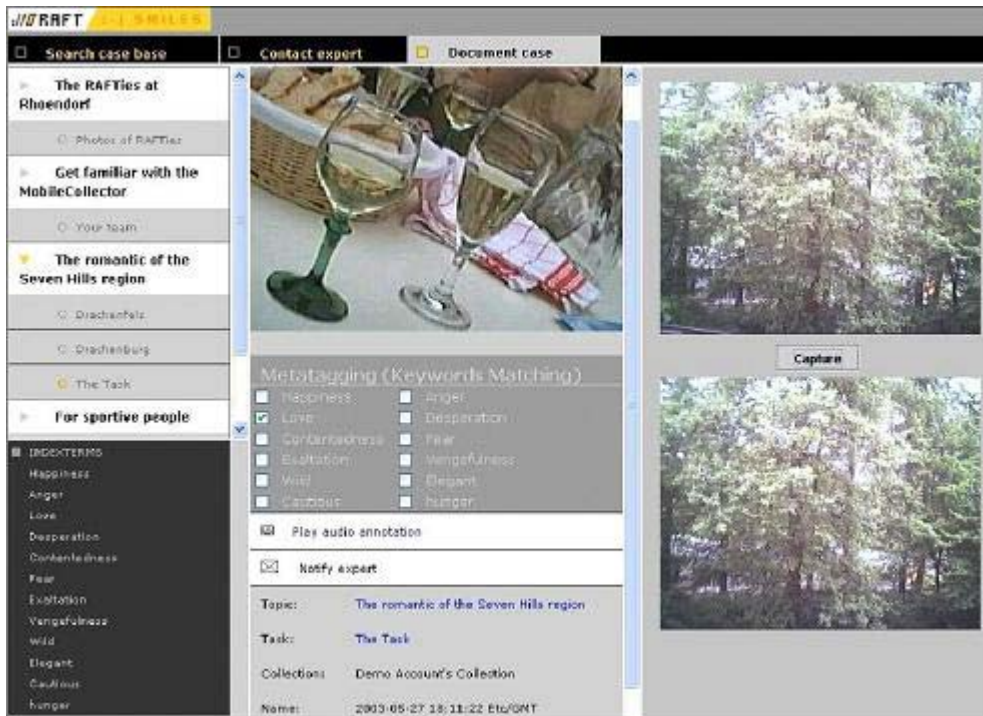 RAFT :-) SMILES
Search case base
Contact expert
Document case
The RAFTies at
Rhoendorf
Photos of RAFTies
Get familiar with the
MobileCollector
Your team
The romantic of the
Seven Hills region
Drachenfels
Drachenburg
The Task
For sportive people
INDEXTERMS
Happiness
Anger
Love
Desperation
Contentedness
Fear
Exaltation
Vengefulness
Wild
Elegant
Cautious
hunger
Metatagging (Keywords Matching)
Happiness Anger
Love Desperation
Contentedness Fear
Exaltation Vengefulness
Wild Elegant
Cautious hunger
Play audio annotation
Notify expert
Topic: The romantic of the Seven Hills region
Task: The Task
Collections Demo Account's Collection
Name: 2003-05-27 18:11:22 Etc/GMT
Capture